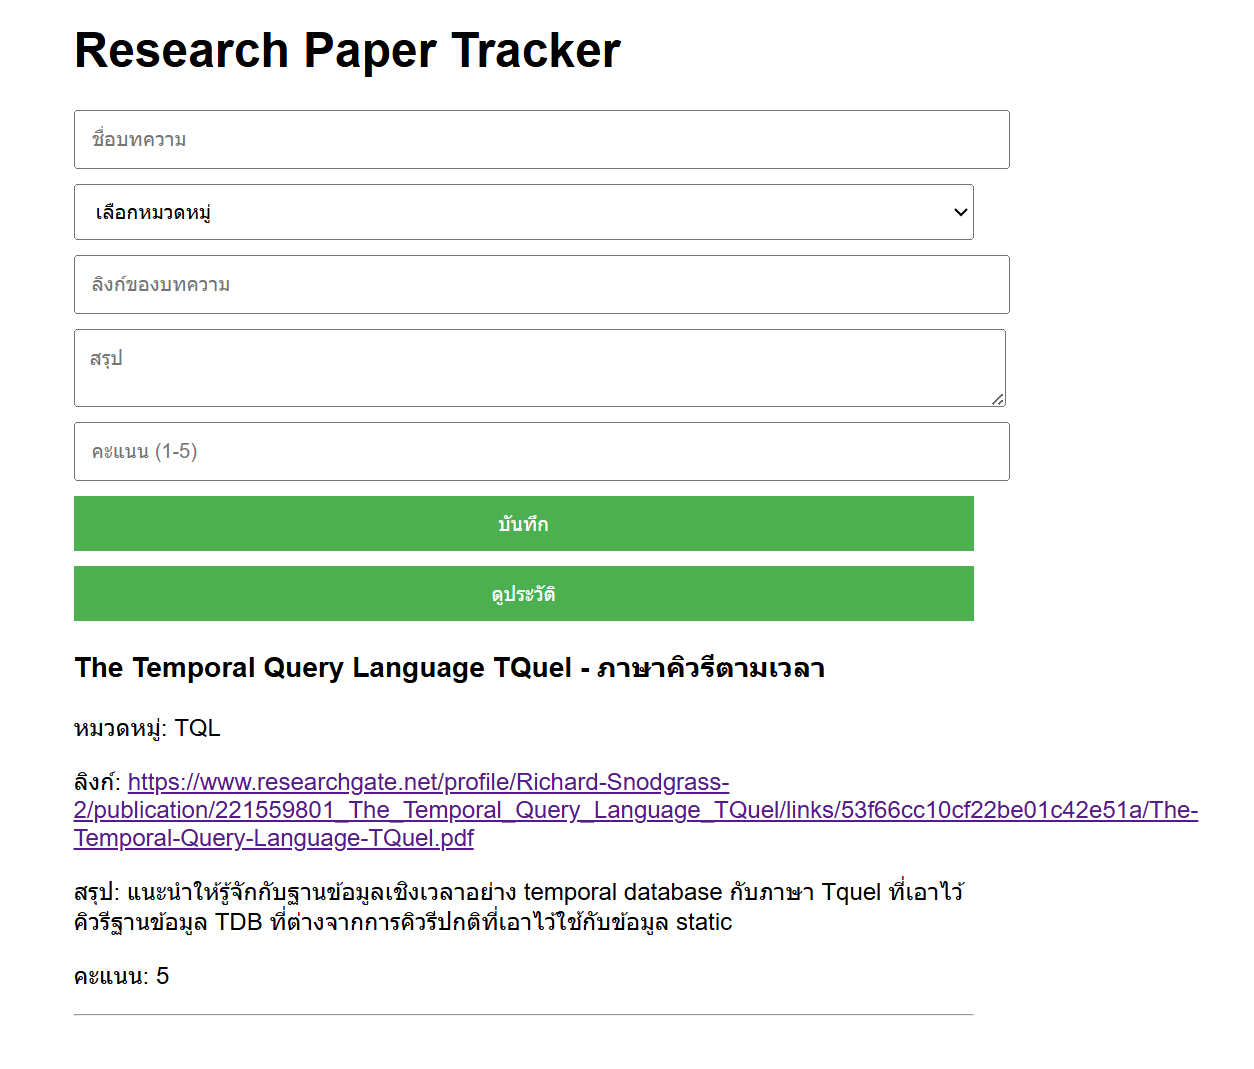 Research Paper Tracker
ชื่อบทความ
เลือกหมวดหมู่
ลิงก์ของบทความ
สรุป
คะแนน (1-5)
บันทึก
ดูประวัติ
The Temporal Query Language TQuel - ภาษาคิวรีตามเวลา
หมวดหมู่: TQL
ลิงก์: https://www.researchgate.net/profile/Richard-Snodgrass-
2/publication/221559801_The_Temporal_Query_Language_TQuel/links/53f66cc10cf22be01c42e51a/The-
Temporal-Query-Language-TQuel.pdf
สรุป: แนะนำให้รู้จักกับฐานข้อมูลเชิงเวลาอย่าง temporal database กับภาษา Tquel ที่เอาไว้
คิวรีฐานข้อมูล TDB ที่ต่างจากการคิวรีปกติที่เอาไว้ใช้กับข้อมูล static
คะแนน: 5